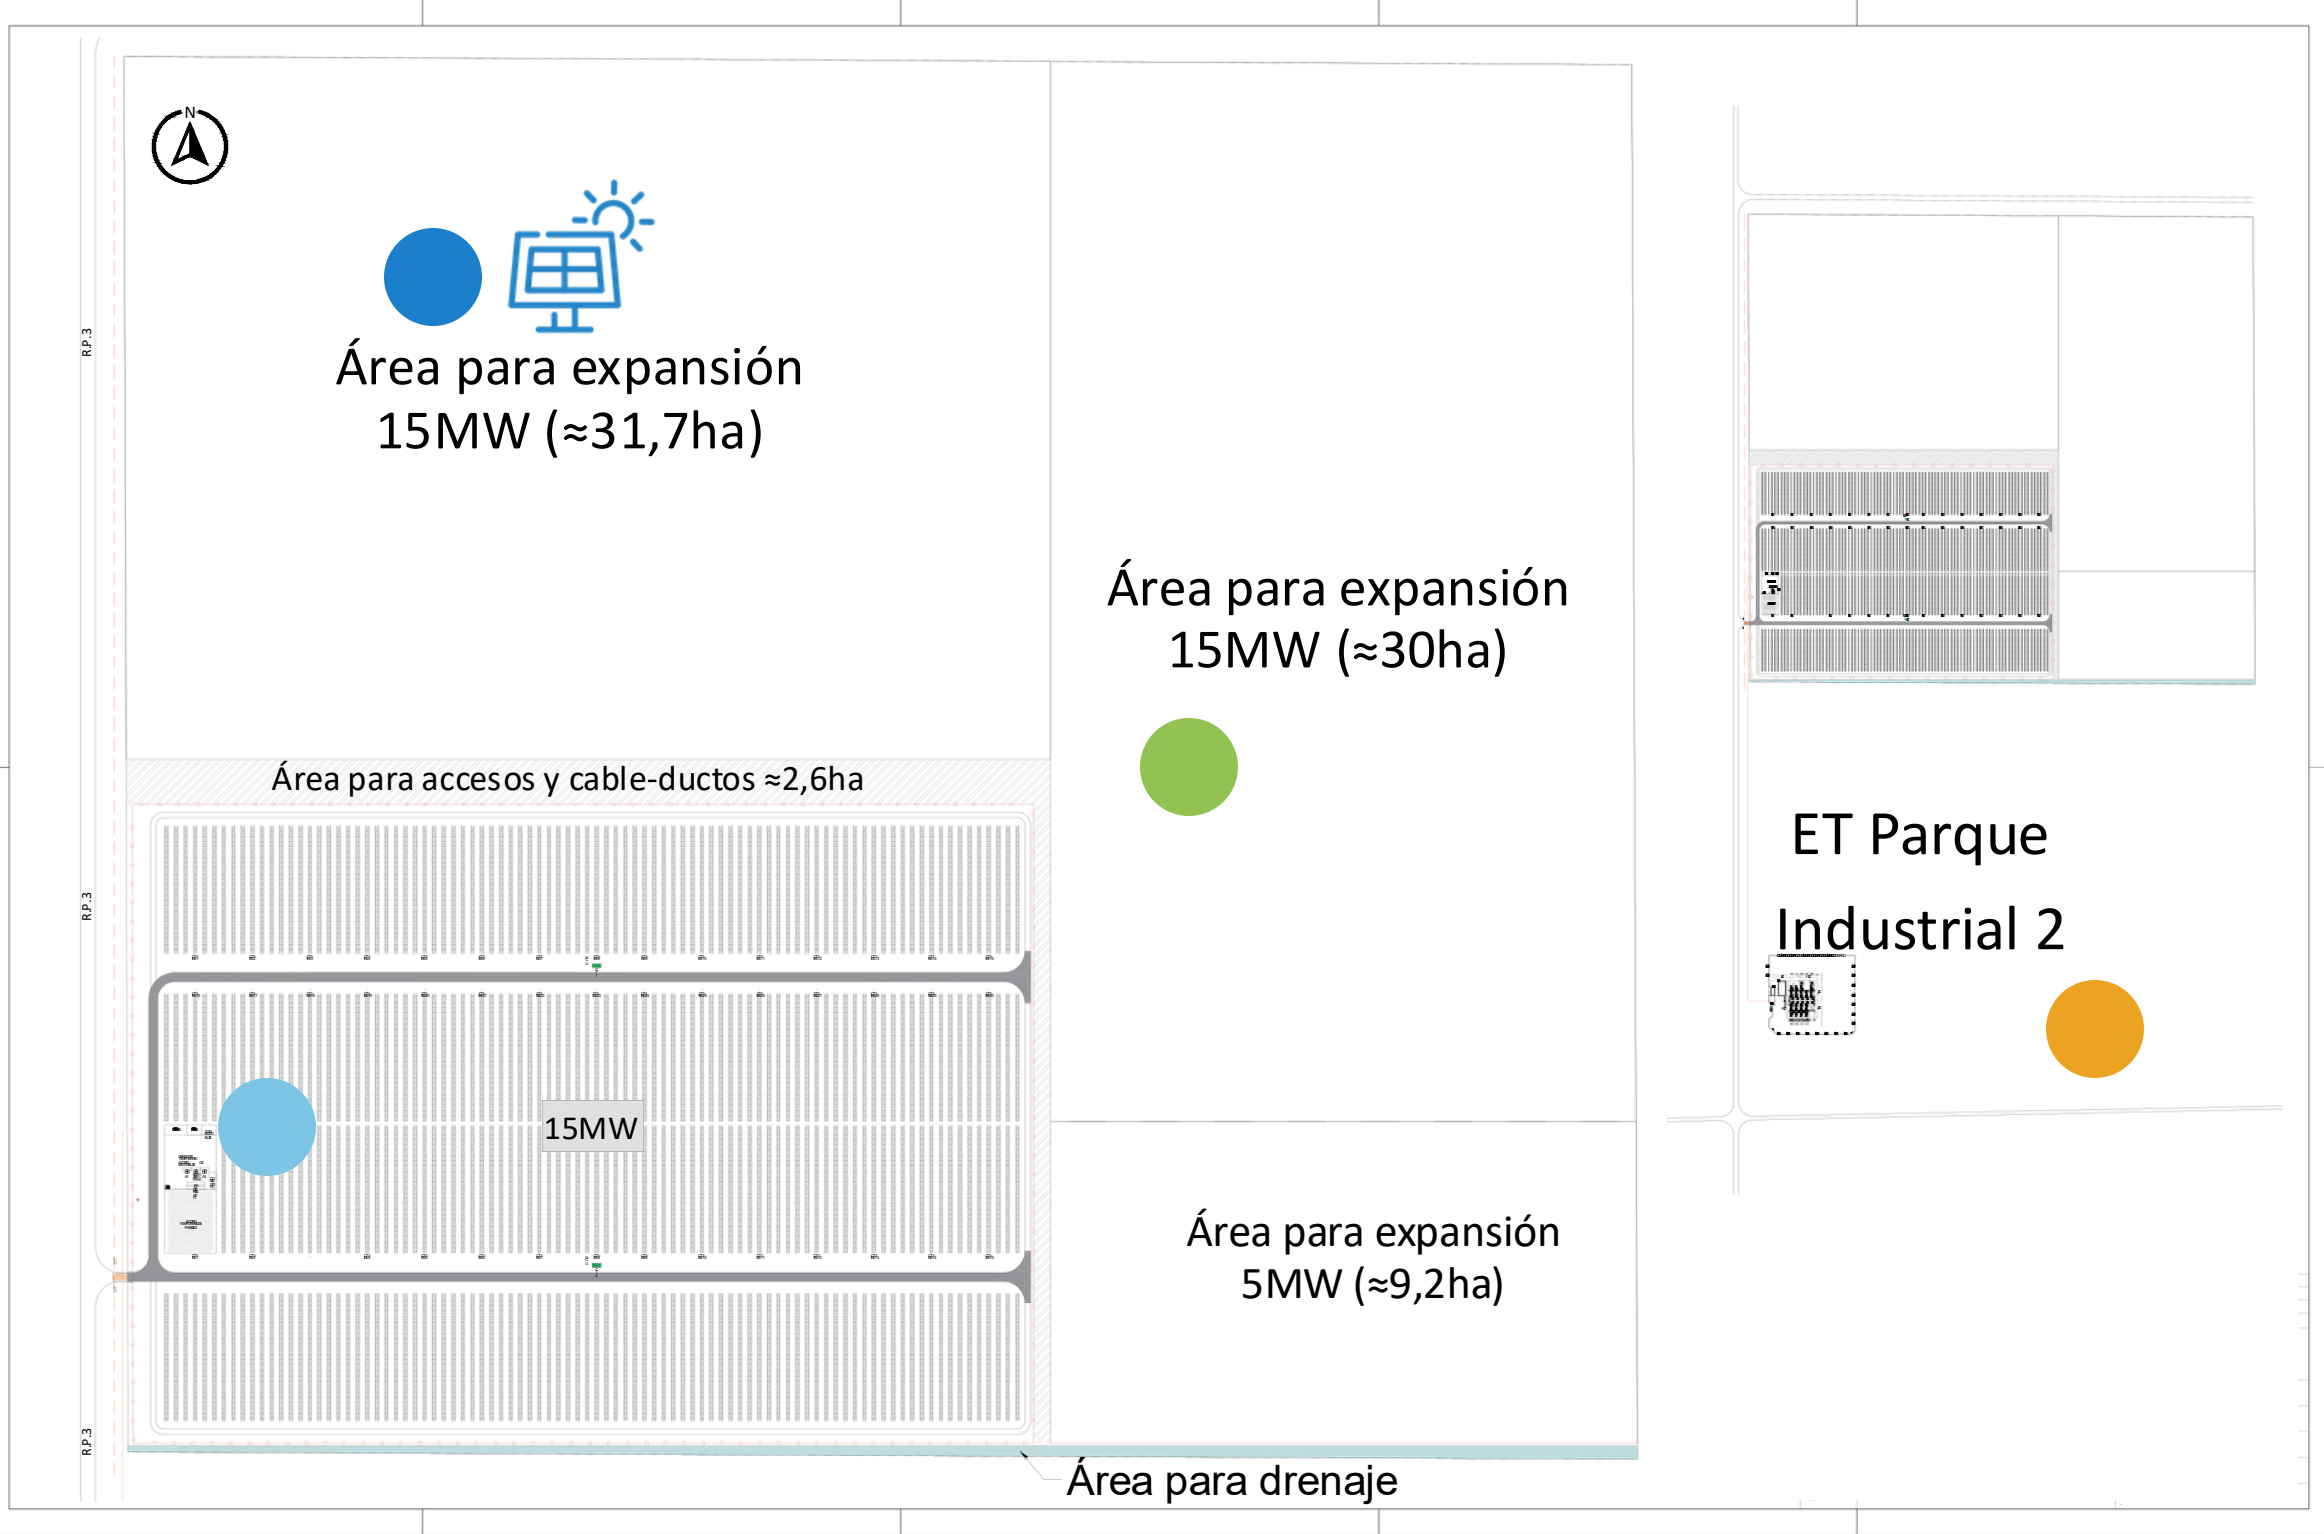 N
R.P.3
Área para expansión
15MW (≈31,7ha)
Área para expansión
15MW (≈30ha)
Área para accesos y cable-ductos ≈2,6ha
ET Parque
Industrial 2
R.P.3
15MW
Área para expansión
5MW (≈9,2ha)
R.P.3
Área para drenaje